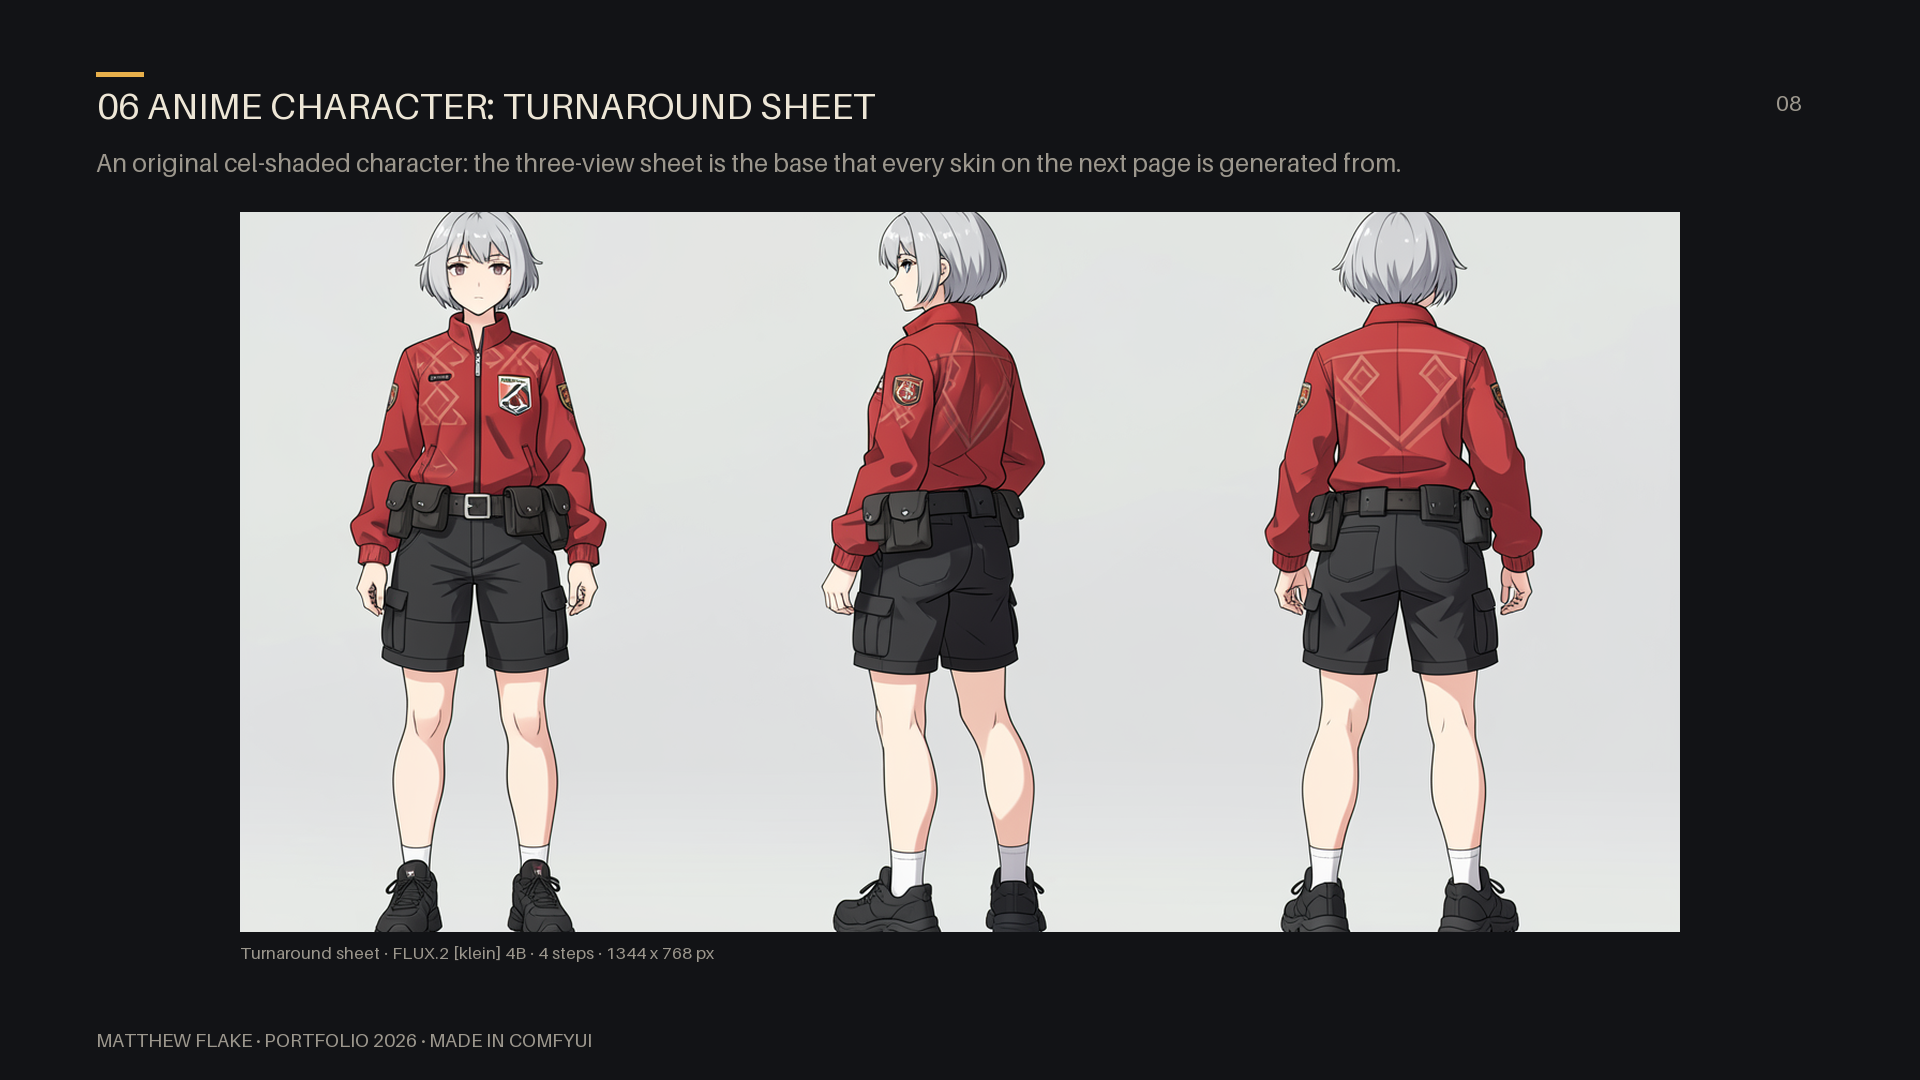 06 ANIME CHARACTER: TURNAROUND SHEET
08
An original cel-shaded character: the three-view sheet is the base that every skin on the next page is generated from.
Turnaround sheet · FLUX.2 [klein] 4B · 4 steps · 1344 x 768 px
MATTHEW FLAKE · PORTFOLIO 2026 · MADE IN COMFYUI